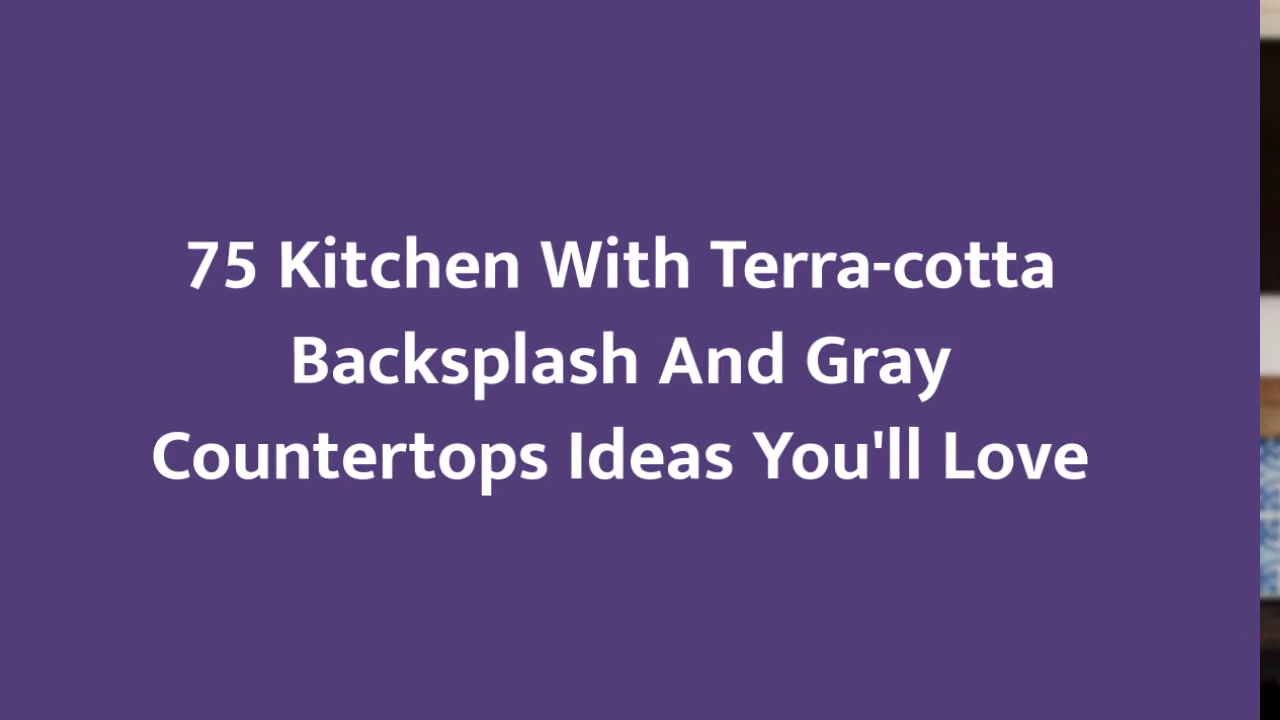 75 Kitchen With Terra-cotta
Backsplash And Gray
Countertops Ideas You'll Love